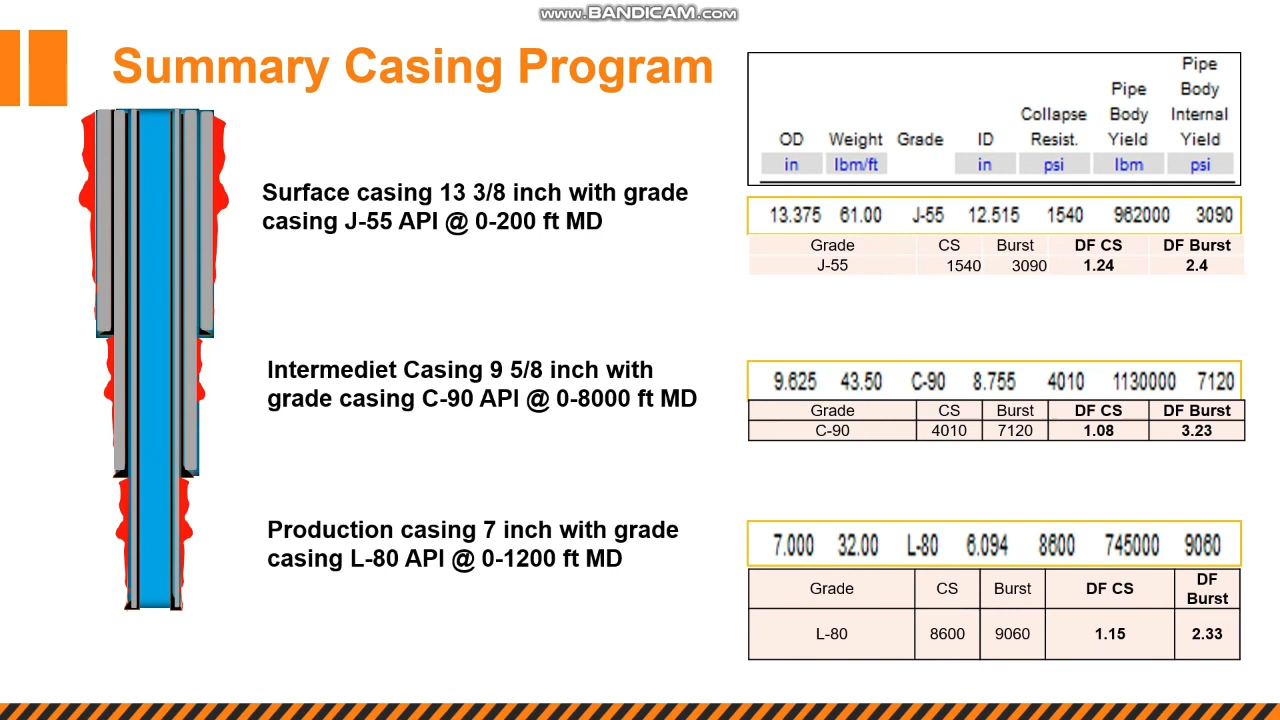 www.BANDICAM.com
Summary Casing Program
Surface casing 13 3/8 inch with grade
casing J-55 API @ 0-200 ft MD
Intermediet Casing 9 5/8 inch with
grade casing C-90 API @ 0-8000 ft MD
Production casing 7 inch with grade
casing L-80 API @ 0-1200 ft MD
Pipe
Pipe Body
Collapse Body Internal
OD Weight Grade ID Resist. Yield Yield
in lbm/ft in psi lbm psi
13.375 61.00 J-55 12.515 1540 962000 3090
Grade CS Burst DF CS DF Burst
J-55 1540 3090 1.24 2.4
9.625 43.50 C-90 8.755 4010 1130000 7120
Grade CS Burst DF CS DF Burst
C-90 4010 7120 1.08 3.23
7.000 32.00 L-80 6.094 8600 745000 9060
Grade CS Burst DF CS DF
Burst
L-80 8600 9060 1.15 2.33